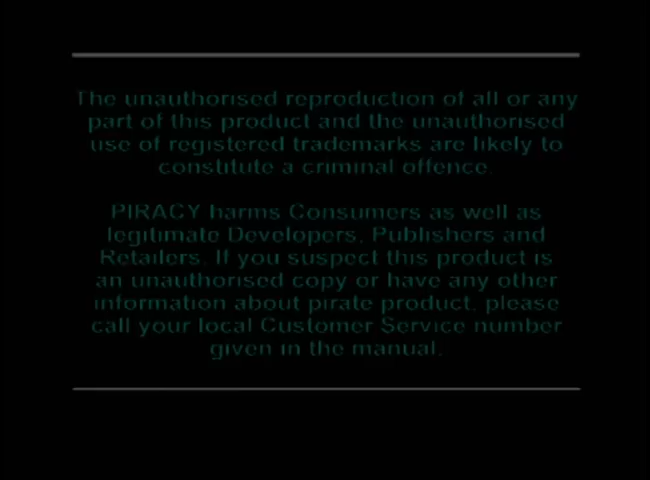 The unauthorised reproduction of all or any
part of this product and the unauthorised
use of registered trademarks are likely to
constitute a criminal offence.
PIRACY harms Consumers as well as
legitimate Developers, Publishers and
Retailers. If you suspect this product is
an unauthorised copy or have any other
information about pirate product, please
call your local Customer Service number
given in the manual.